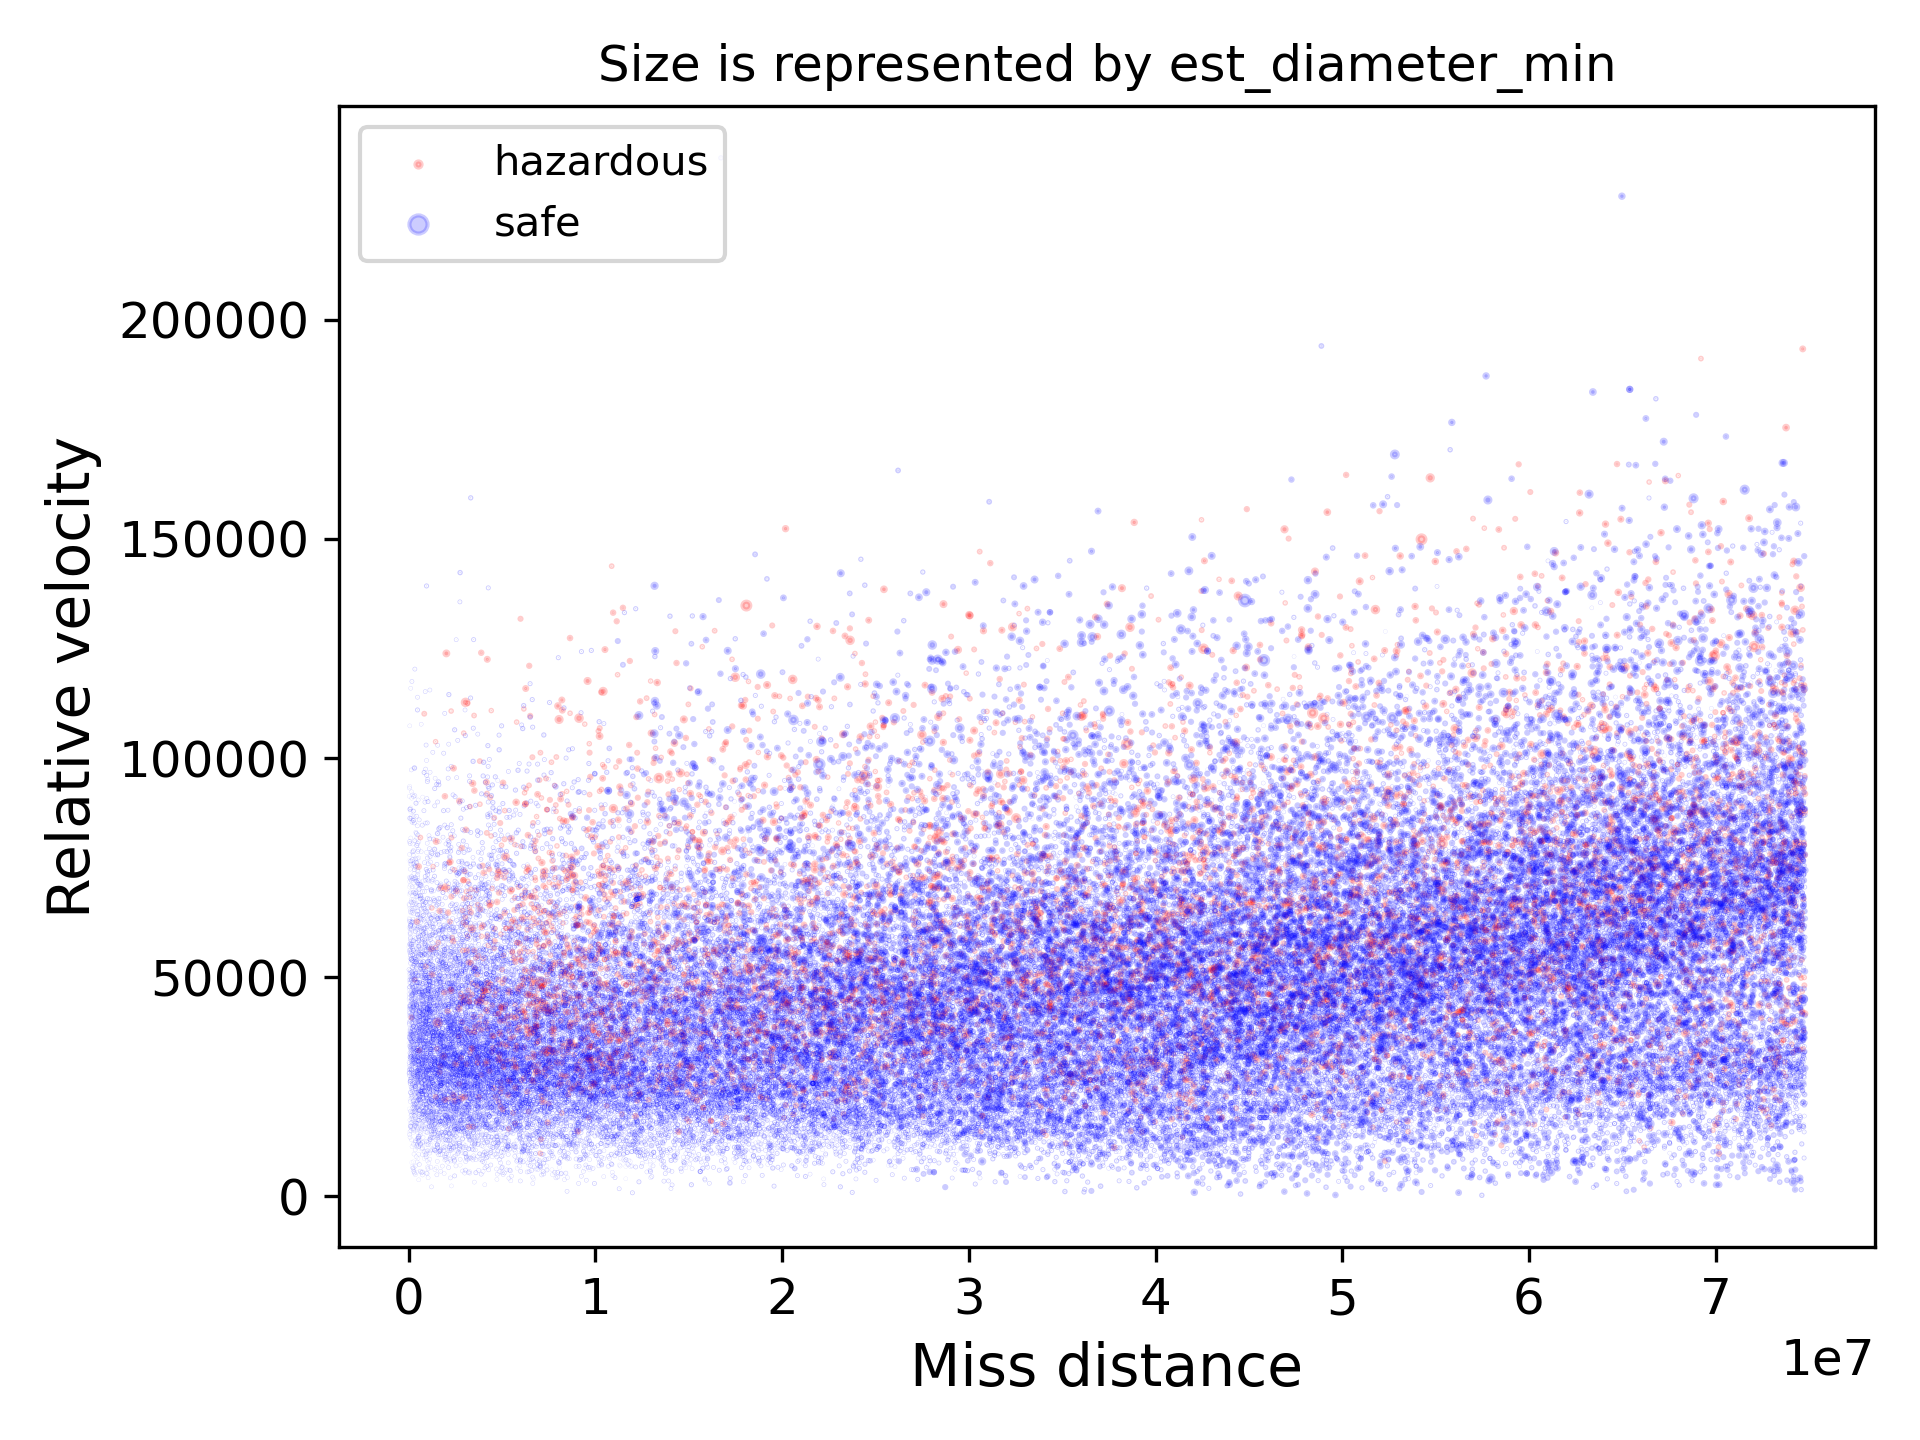 Size is represented by est_diameter_min
hazardous
safe
Relative velocity
200000
150000
100000
50000
0
0 1 2 3 4 5 6 7
1e7
Miss distance